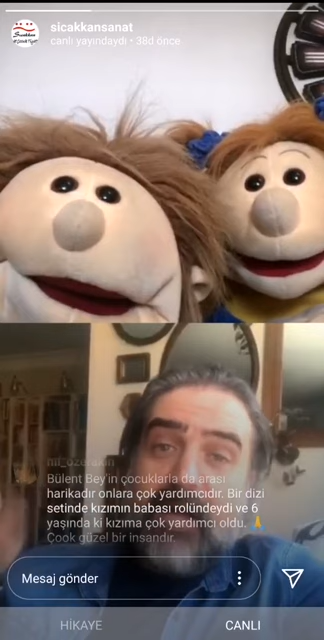 sicakkansanat
canlı yayındaydı • 38d önce
Sıcakkan
Bülent Bey'in çocuklarla da arası
harikadır onlara çok yardımcıdır. Bir dizi
setinde kızımın babası rolündeydi ve 6
yaşında ki kızıma çok yardımcı oldu. 🙏
Çook güzel bir insandır.
Mesaj gönder
HİKAYE
CANLI